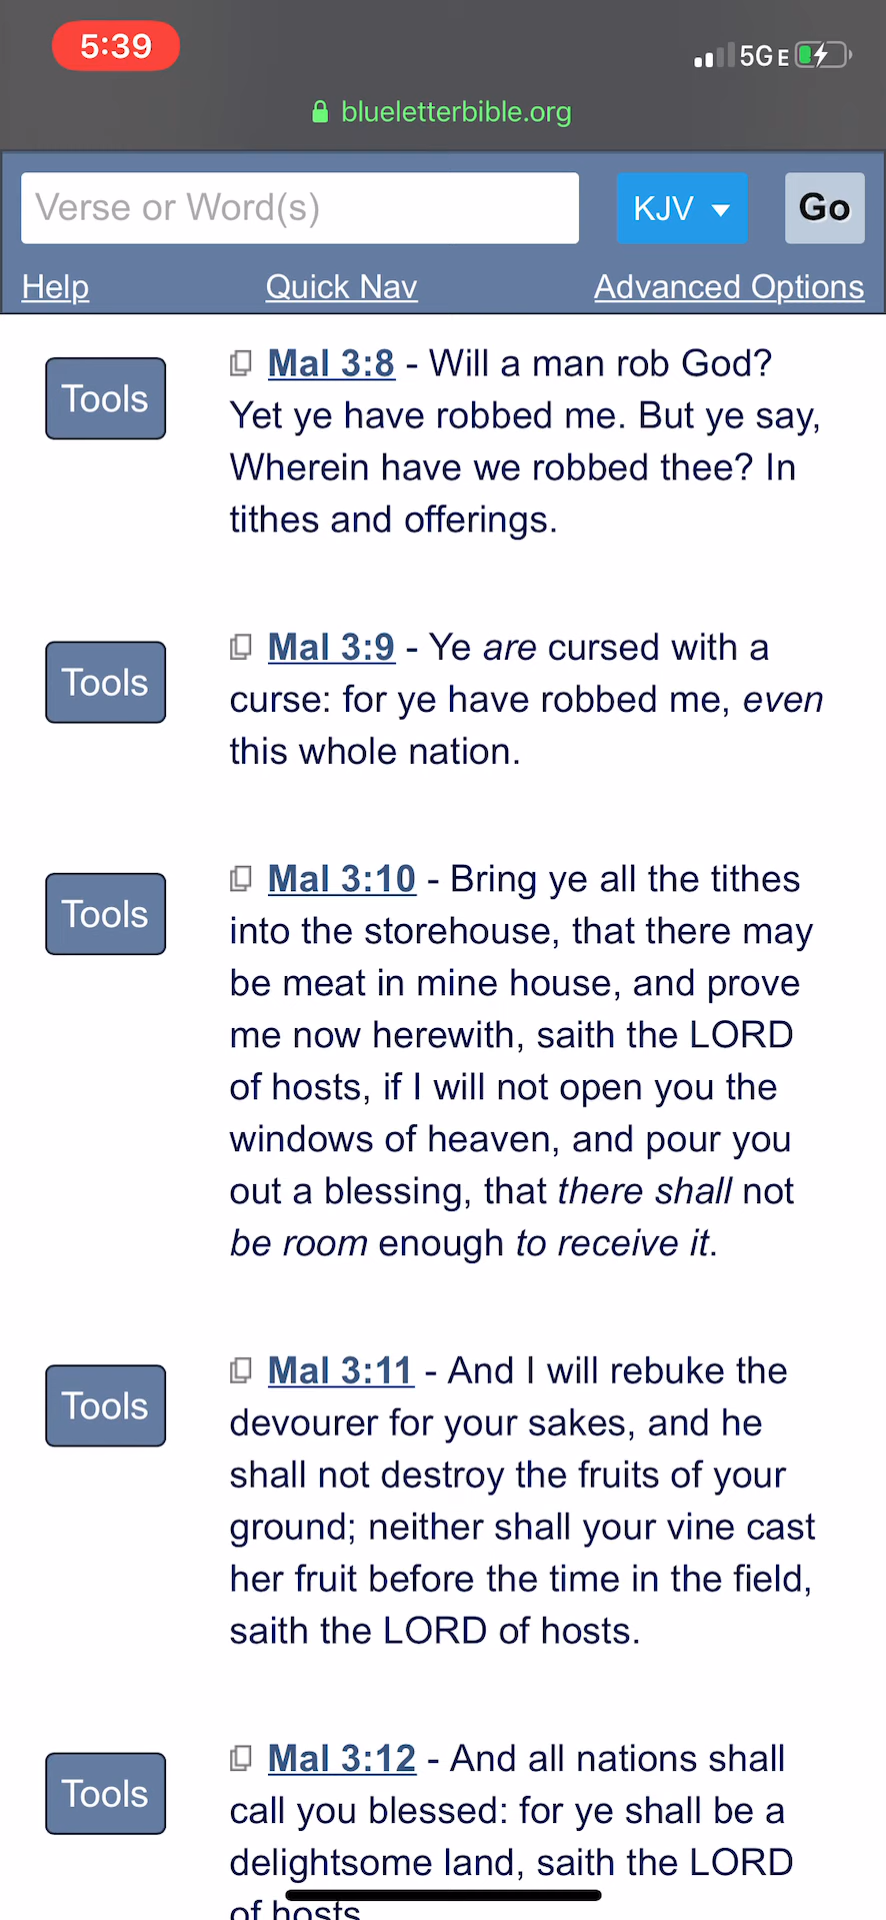 5:39
5GE
blueletterbible.org
Verse or Word(s)
KJV
Go
Help
Quick Nav
Advanced Options
Tools
Mal 3:8 - Will a man rob God?
Yet ye have robbed me. But ye say,
Wherein have we robbed thee? In
tithes and offerings.
Tools
Mal 3:9 - Ye are cursed with a
curse: for ye have robbed me, even
this whole nation.
Tools
Mal 3:10 - Bring ye all the tithes
into the storehouse, that there may
be meat in mine house, and prove
me now herewith, saith the LORD
of hosts, if I will not open you the
windows of heaven, and pour you
out a blessing, that there shall not
be room enough to receive it.
Tools
Mal 3:11 - And I will rebuke the
devourer for your sakes, and he
shall not destroy the fruits of your
ground; neither shall your vine cast
her fruit before the time in the field,
saith the LORD of hosts.
Tools
Mal 3:12 - And all nations shall
call you blessed: for ye shall be a
delightsome land, saith the LORD
of hosts